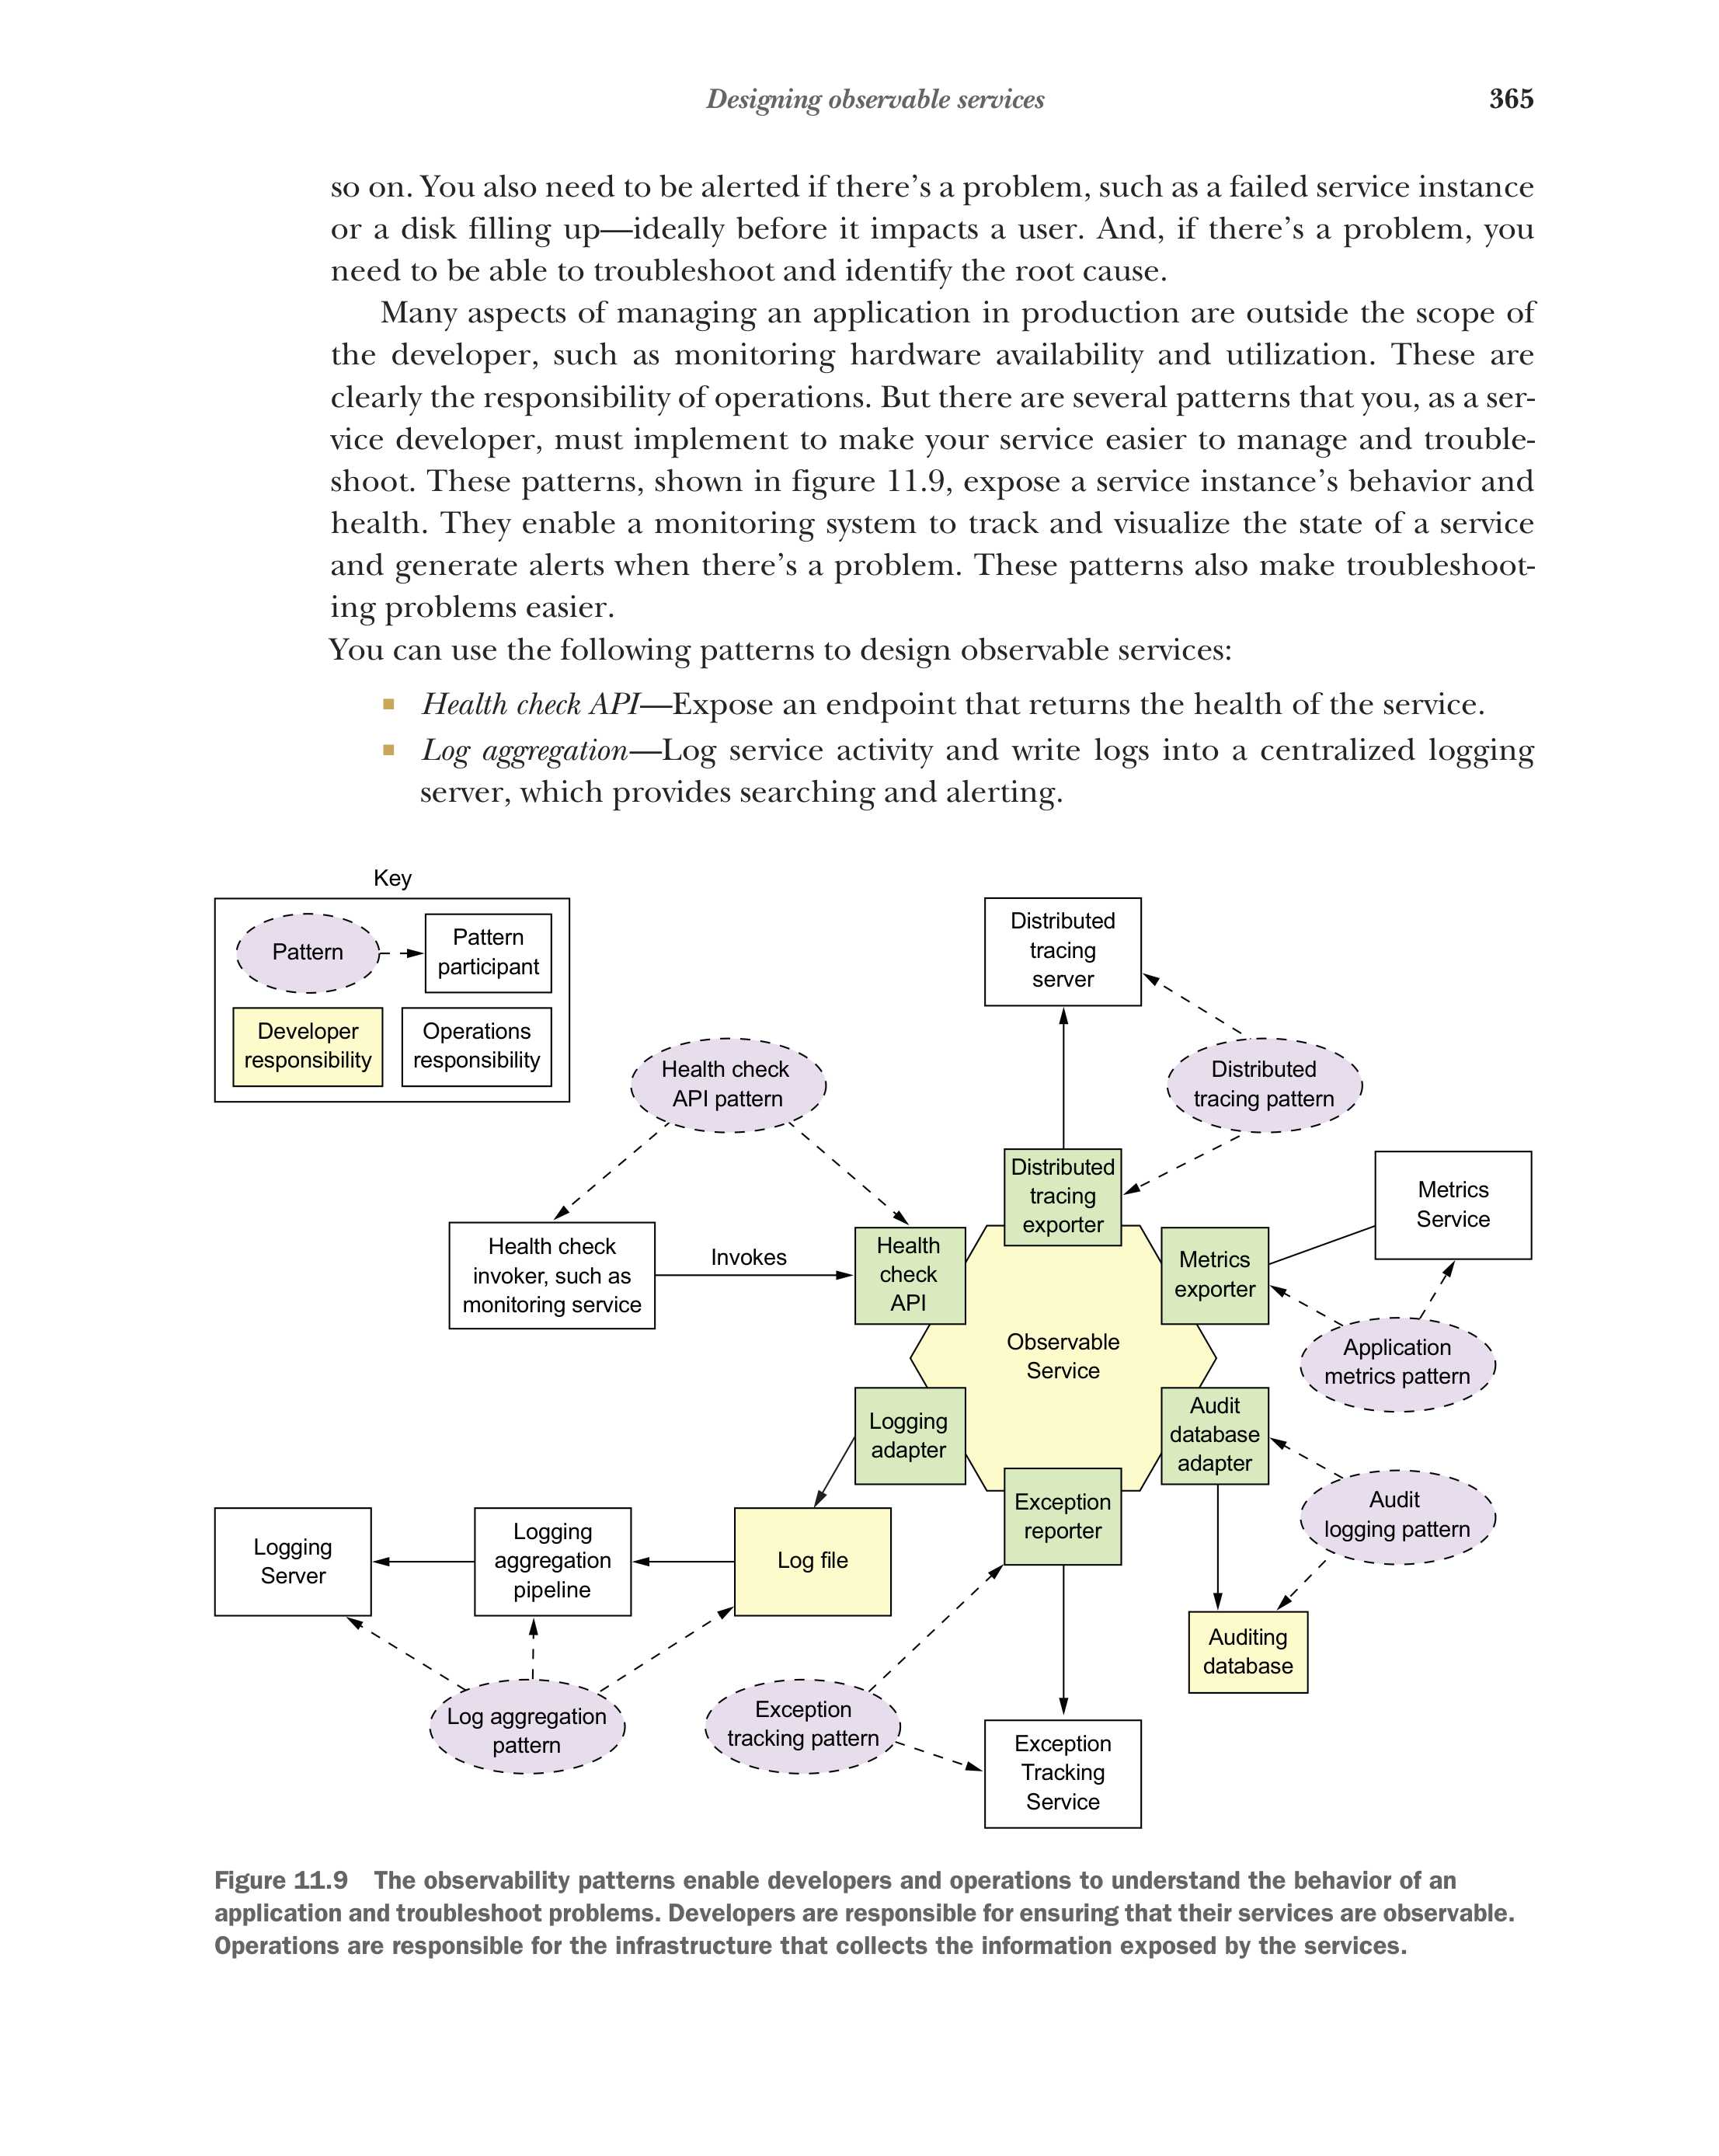 Designing observable services 365
so on. You also need to be alerted if there’s a problem, such as a failed service instance
or a disk filling up—ideally before it impacts a user. And, if there’s a problem, you
need to be able to troubleshoot and identify the root cause.
Many aspects of managing an application in production are outside the scope of
the developer, such as monitoring hardware availability and utilization. These are
clearly the responsibility of operations. But there are several patterns that you, as a ser-
vice developer, must implement to make your service easier to manage and trouble-
shoot. These patterns, shown in figure 11.9, expose a service instance’s behavior and
health. They enable a monitoring system to track and visualize the state of a service
and generate alerts when there’s a problem. These patterns also make troubleshoot-
ing problems easier.
You can use the following patterns to design observable services:
■ Health check API—Expose an endpoint that returns the health of the service.
■ Log aggregation—Log service activity and write logs into a centralized logging
server, which provides searching and alerting.
Key
Pattern
Pattern
participant
Developer
responsibility
Operations
responsibility
Distributed
tracing
server
Health check
API pattern
Distributed
tracing pattern
Distributed
tracing
exporter
Metrics
Service
Health check
invoker, such as
monitoring service
Invokes
Health
check
API
Metrics
exporter
Observable
Service
Application
metrics pattern
Logging
adapter
Audit
database
adapter
Exception
reporter
Audit
logging pattern
Logging
Server
Logging
aggregation
pipeline
Log file
Auditing
database
Log aggregation
pattern
Exception
tracking pattern
Exception
Tracking
Service
Figure 11.9 The observability patterns enable developers and operations to understand the behavior of an
application and troubleshoot problems. Developers are responsible for ensuring that their services are observable.
Operations are responsible for the infrastructure that collects the information exposed by the services.